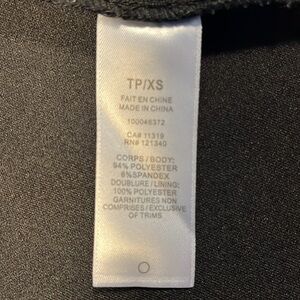 TP/XS
FAIT EN CHINE
MADE IN CHINA
100046372
CA# 11319
RN# 121340
CORPS/BODY:
94% POLYESTER
6%SPANDEX
DOUBLURE/LINING:
100% POLYESTER
GARNITURES NON
COMPRISES/EXCLUSIVE
OF TRIMS